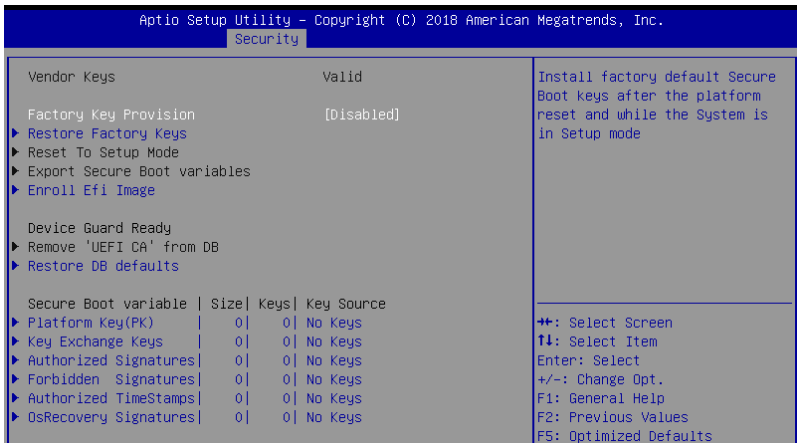 Aptio Setup Utility – Copyright (C) 2018 American Megatrends, Inc.
Security
Vendor Keys Valid
Factory Key Provision [Disabled]
Restore Factory Keys
Reset To Setup Mode
Export Secure Boot variables
Enroll Efi Image
Device Guard Ready
Remove 'UEFI CA' from DB
Restore DB defaults
Secure Boot variable | Size| Keys| Key Source
Platform Key(PK) | 0| 0| No Keys
Key Exchange Keys | 0| 0| No Keys
Authorized Signatures| 0| 0| No Keys
Forbidden Signatures| 0| 0| No Keys
Authorized TimeStamps| 0| 0| No Keys
OsRecovery Signatures| 0| 0| No Keys
Install factory default Secure
Boot keys after the platform
reset and while the System is
in Setup mode
→←: Select Screen
↑↓: Select Item
Enter: Select
+/-: Change Opt.
F1: General Help
F2: Previous Values
F5: Optimized Defaults